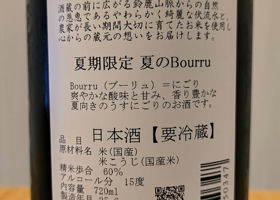 酒蔵の前に広がる鈴鹿山脈からの自然
の恩恵であるやわらかく綺麗な伏流水と、
農家が長い期間大切に育てたお米を使用し
心からの蔵元の想いをお届けします。
夏期限定 夏のBourru
Bourru（ブーリュ）＝にごり
爽やかな酸味と甘み、香り豊かな
夏向きのうすにごりのお酒です。
日本酒【要冷蔵】
原材料名 米(国産)
米こうじ(国産米)
精米歩合 60%
アルコール分 15度
内容量 720ml
製造年月